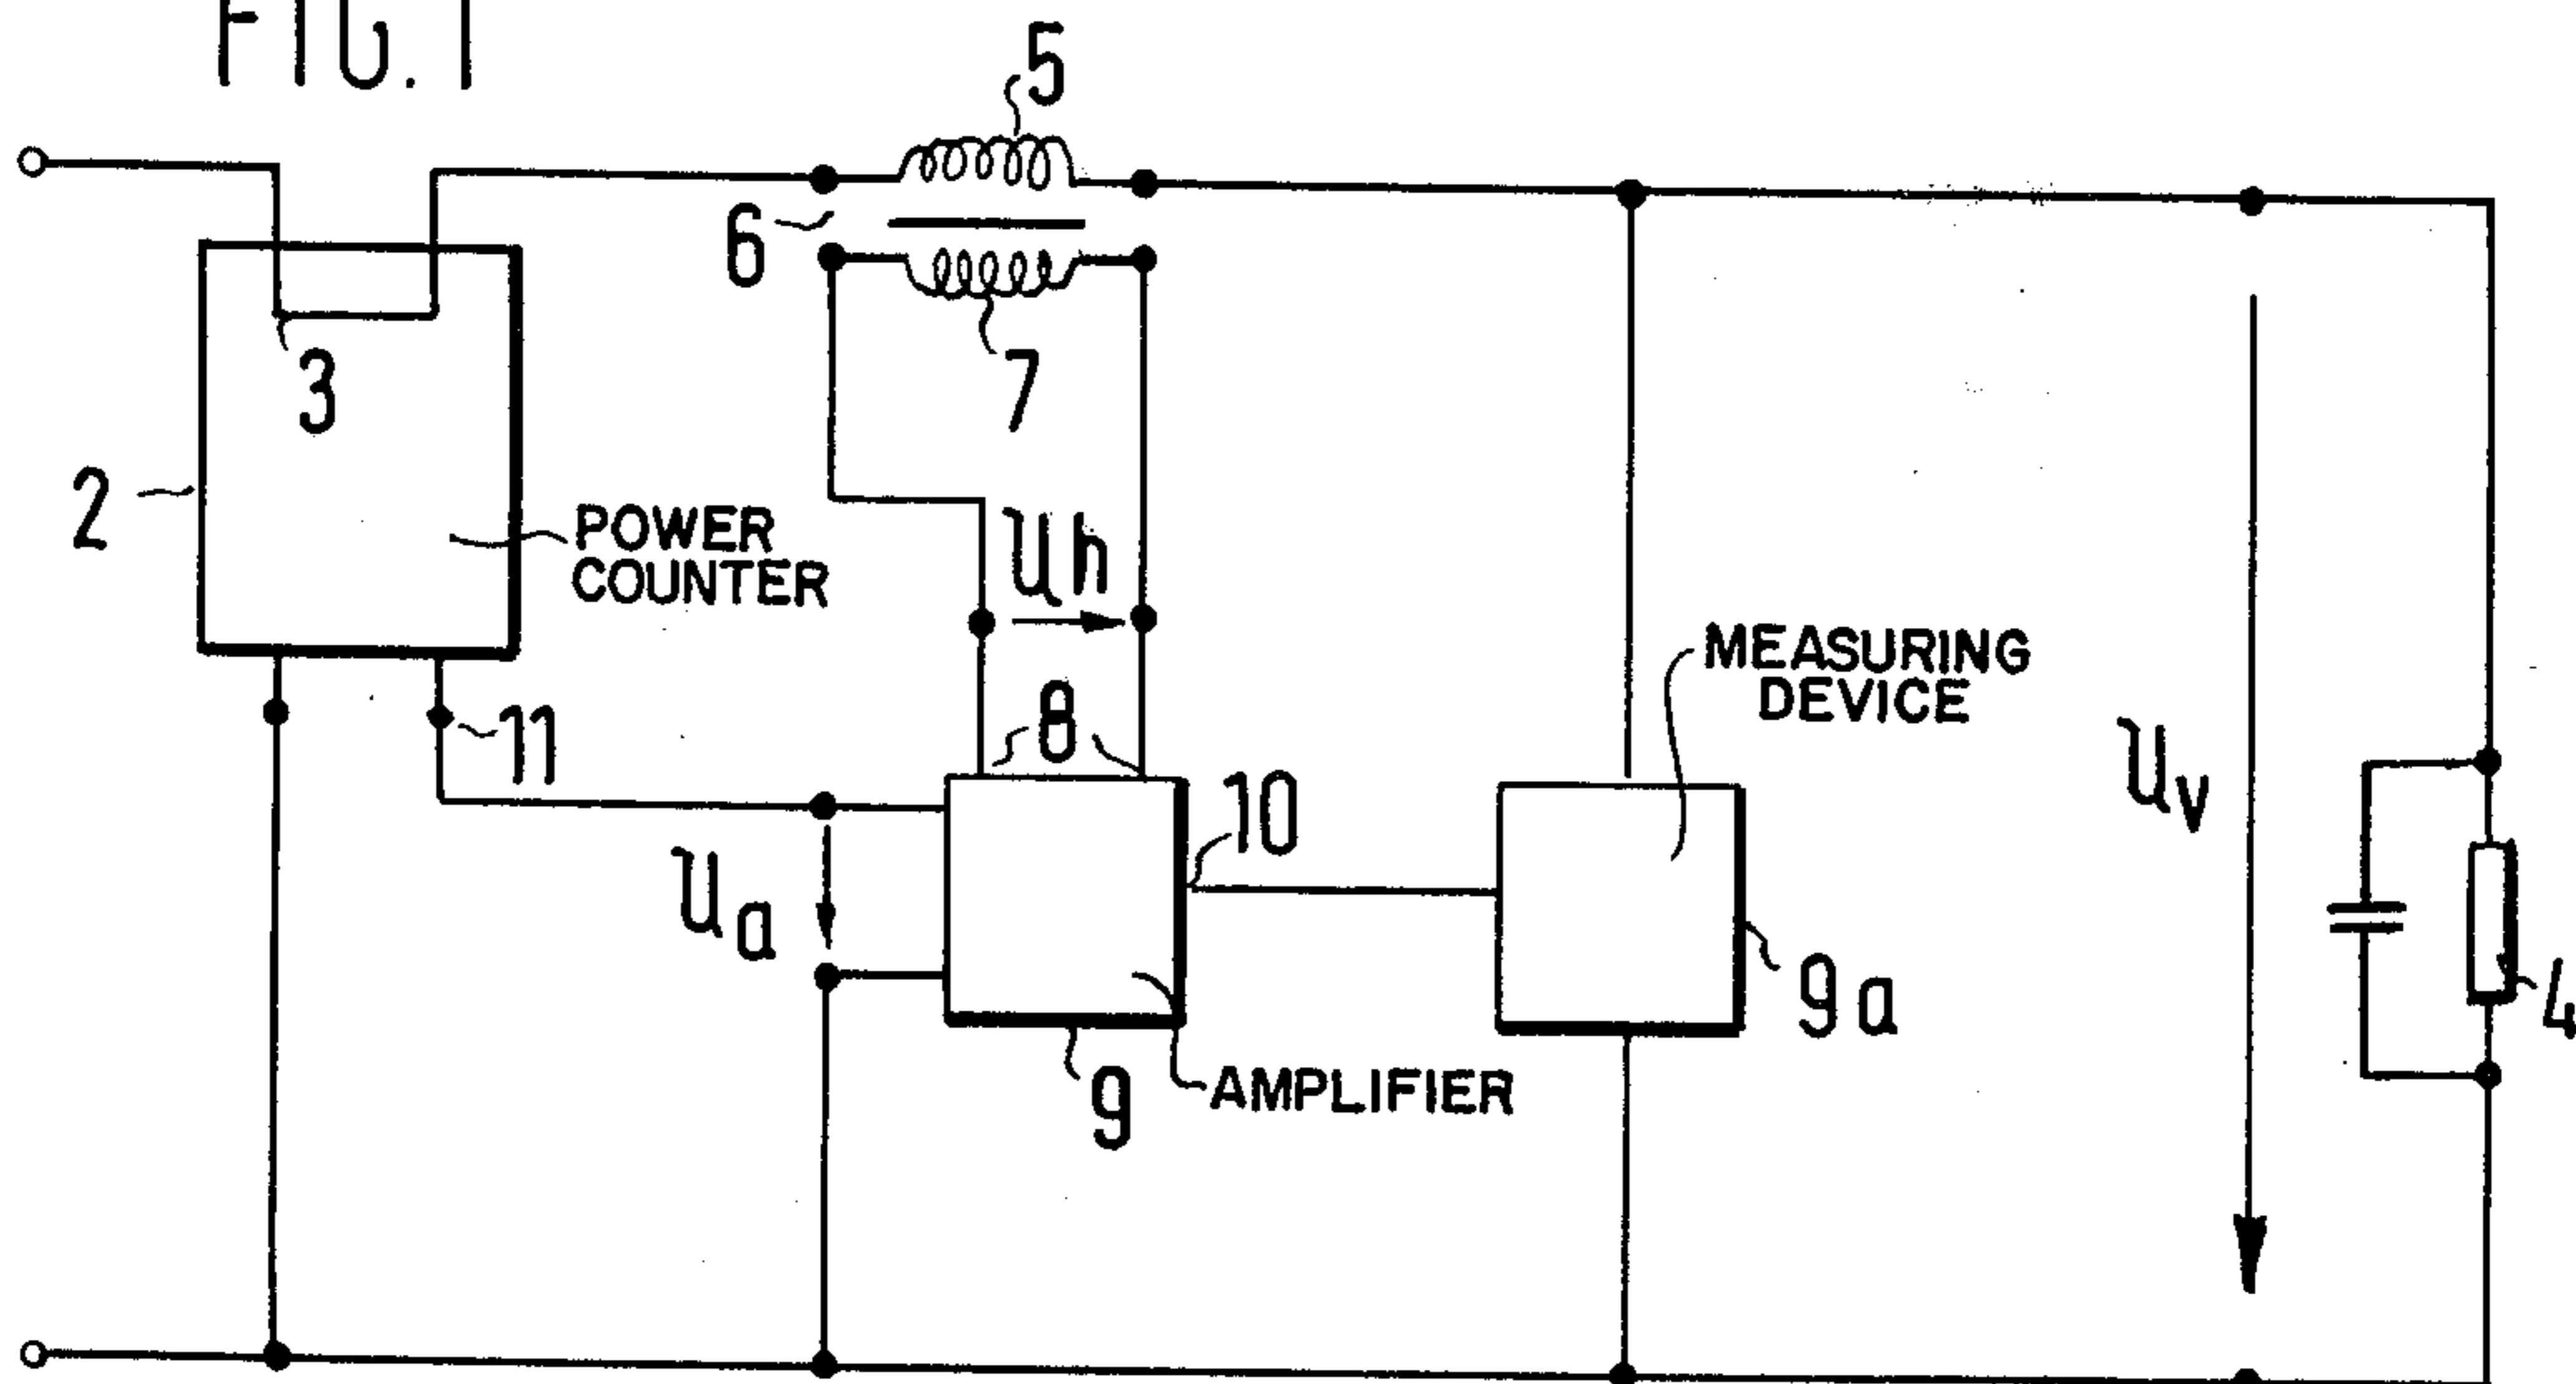 FIG. 1
5
6
3
7
2
POWER
COUNTER
Uh
MEASURING
DEVICE
8
11
10
Uv
Ua
9a
4
9
AMPLIFIER